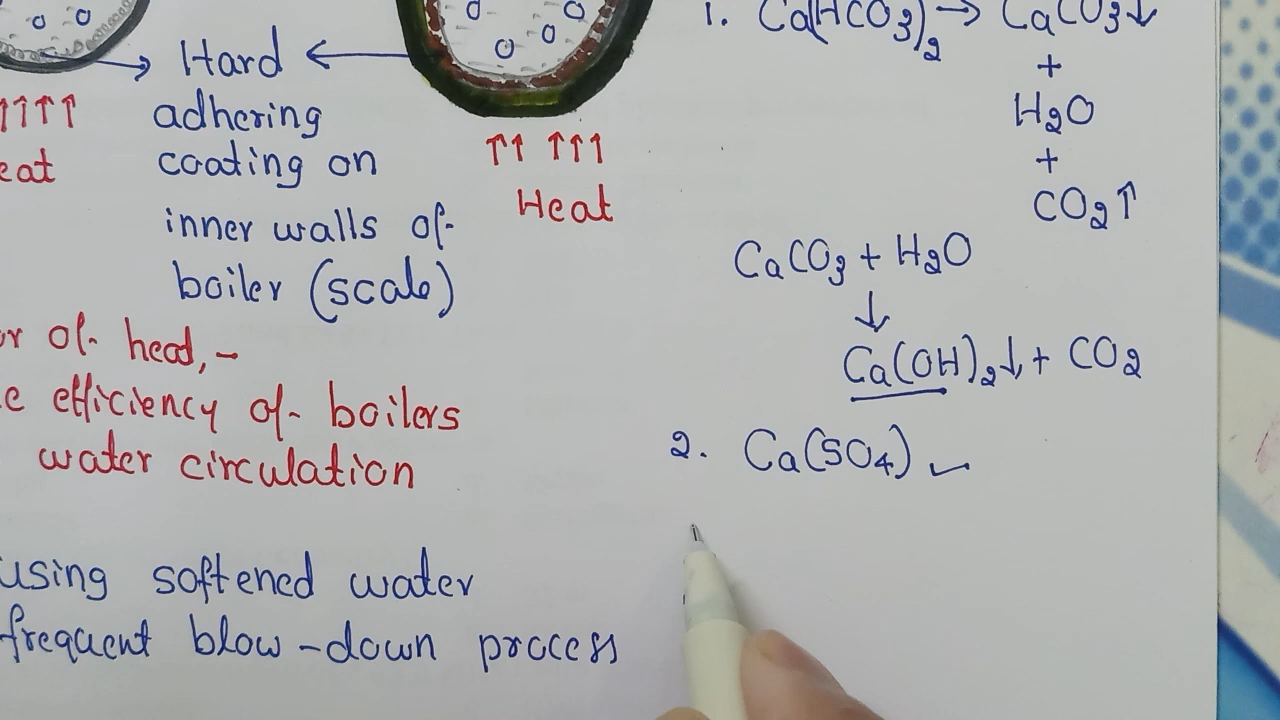 Hard
adhering
coating on
inner walls of
boiler (scale)
↑↑↑↑
eat
↑↑ ↑↑↑
Heat
r of head,-
e efficiency of boilers
water circulation
using softened water
frequent blow-down process
1. Ca(HCO3)2 → CaCO3↓
+
H2O
+
CO2↑
CaCO3 + H2O
↓
Ca(OH)2↓ + CO2
2. Ca(SO4)